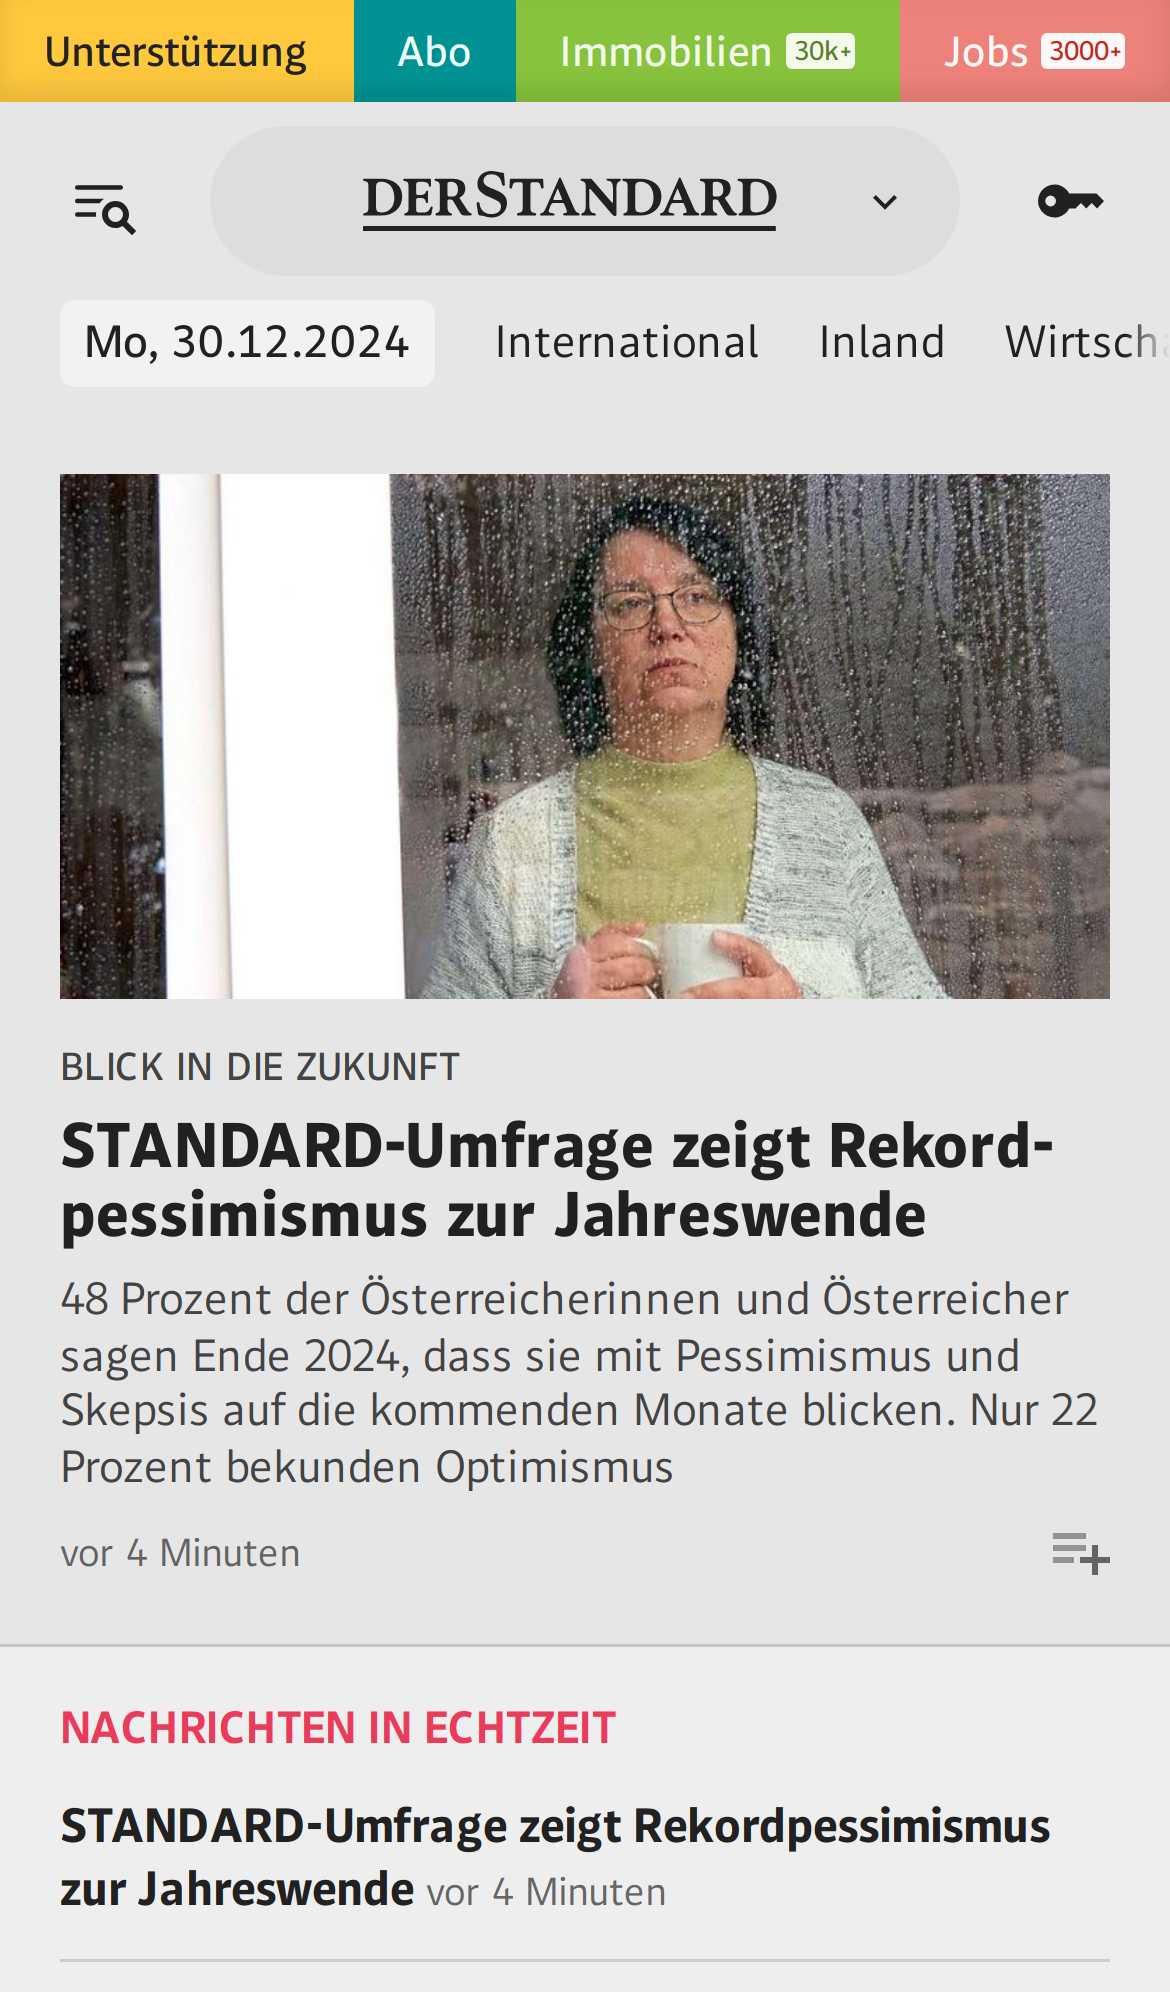 Unterstützung
Abo
Immobilien 30k+
Jobs 3000+
DERSTANDARD
Mo, 30.12.2024
International
Inland
Wirtsch
BLICK IN DIE ZUKUNFT
STANDARD-Umfrage zeigt Rekord-
pessimismus zur Jahreswende
48 Prozent der Österreicherinnen und Österreicher
sagen Ende 2024, dass sie mit Pessimismus und
Skepsis auf die kommenden Monate blicken. Nur 22
Prozent bekunden Optimismus
vor 4 Minuten
NACHRICHTEN IN ECHTZEIT
STANDARD-Umfrage zeigt Rekordpessimismus
zur Jahreswende vor 4 Minuten